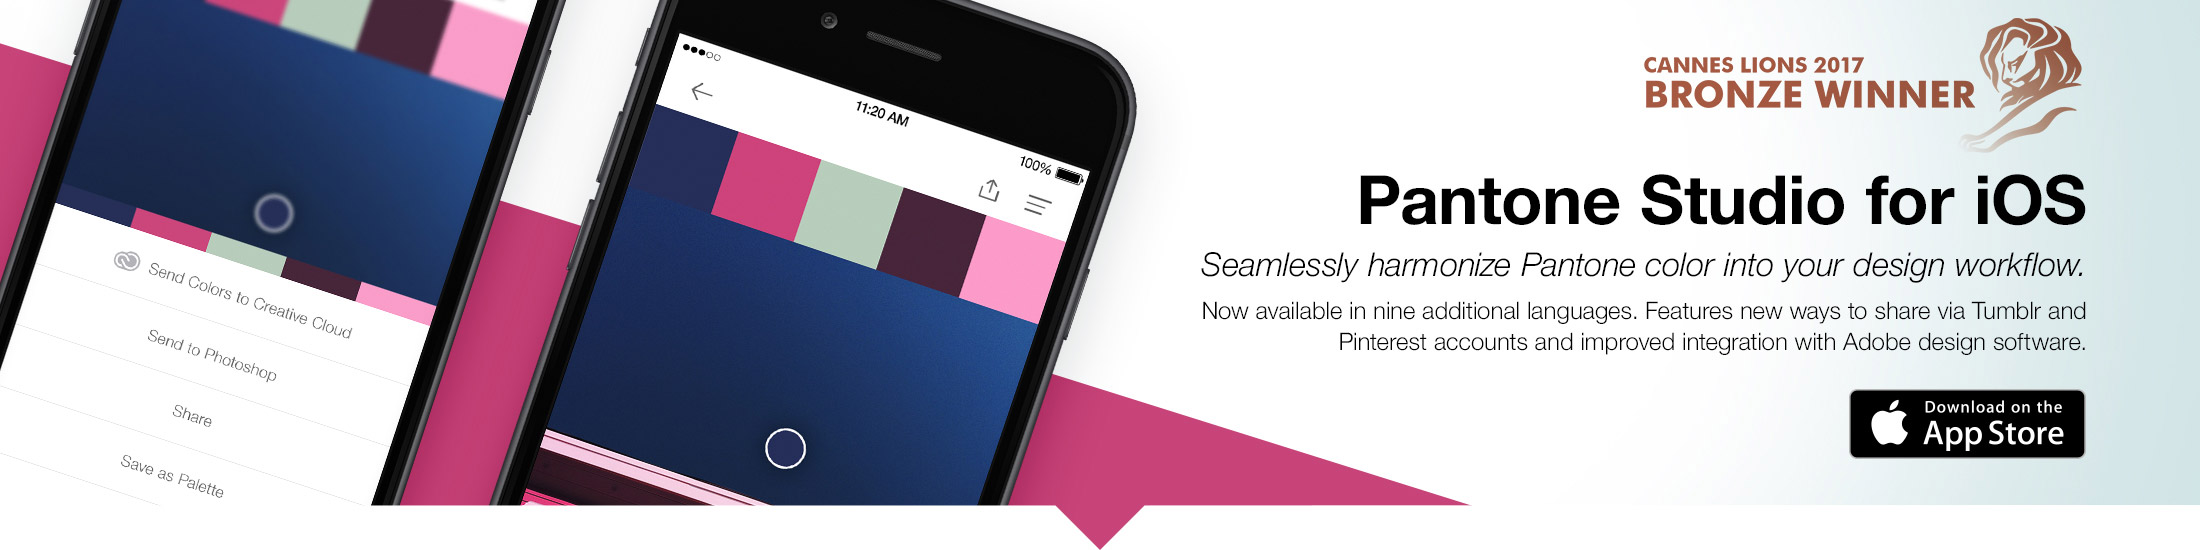 Send Colors to Creative Cloud
Send to Photoshop
Share
Save as Palette
11:20 AM
100%
CANNES LIONS 2017
BRONZE WINNER
Pantone Studio for iOS
Seamlessly harmonize Pantone color into your design workflow.
Now available in nine additional languages. Features new ways to share via Tumblr and
Pinterest accounts and improved integration with Adobe design software.
Download on the
App Store